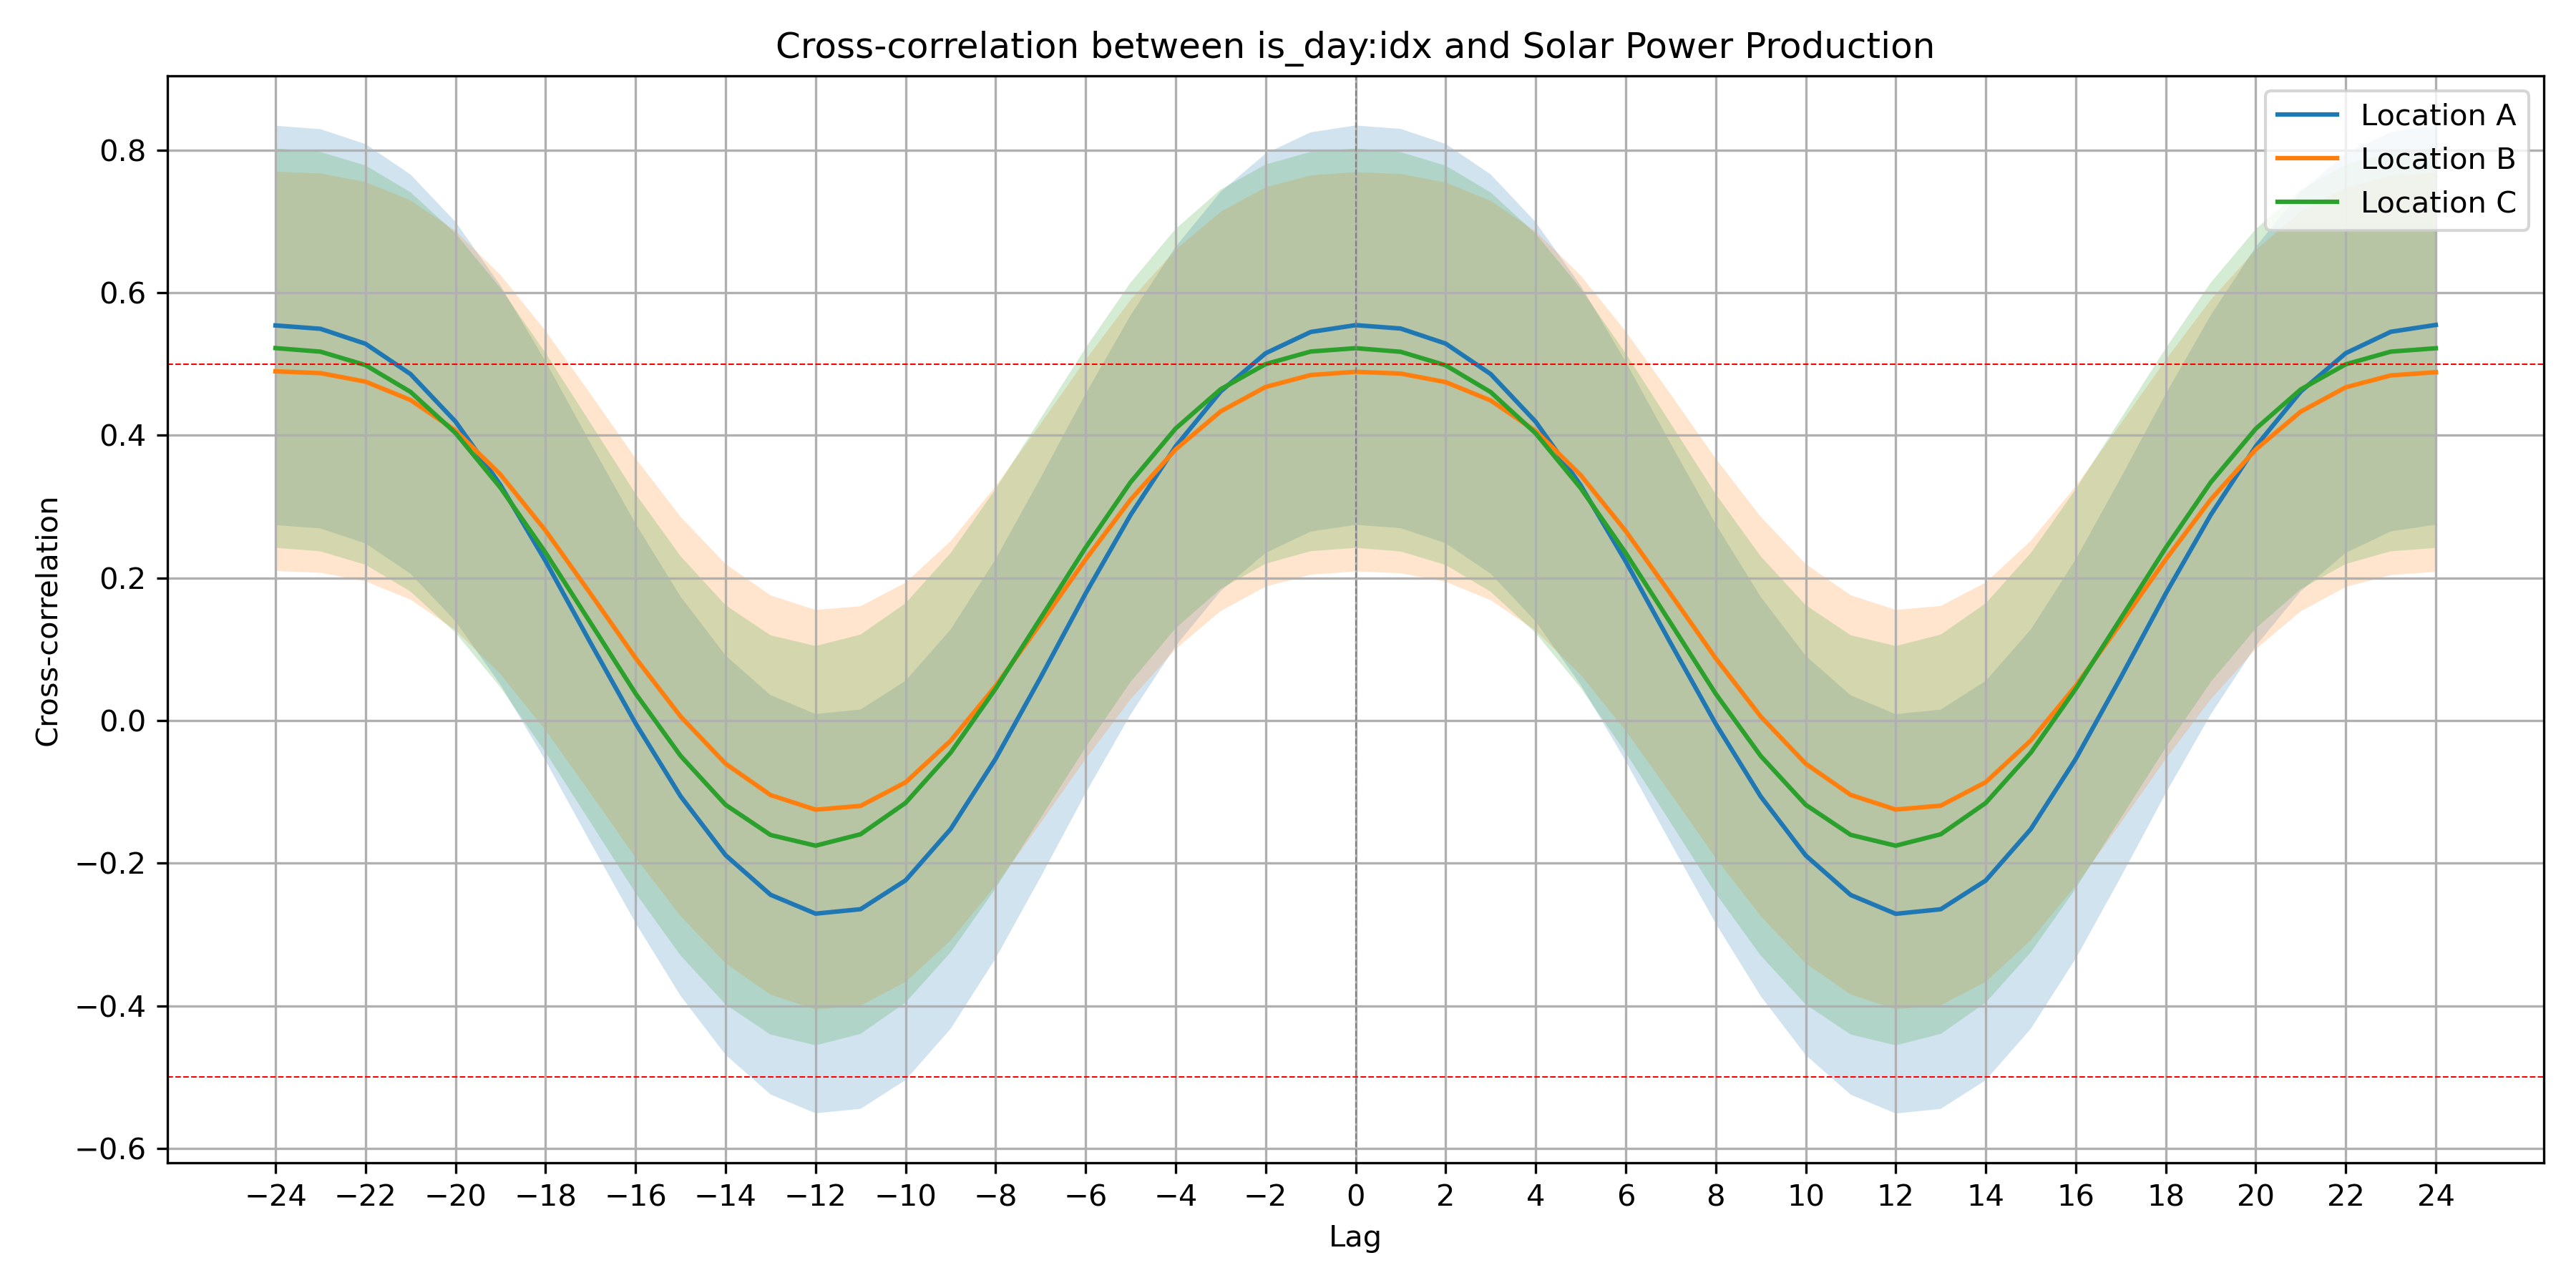 Cross-correlation between is_day:idx and Solar Power Production
Location A
Location B
Location C
Cross-correlation
0.8
0.6
0.4
0.2
0.0
−0.2
−0.4
−0.6
−24 −22 −20 −18 −16 −14 −12 −10 −8 −6 −4 −2 0 2 4 6 8 10 12 14 16 18 20 22 24
Lag